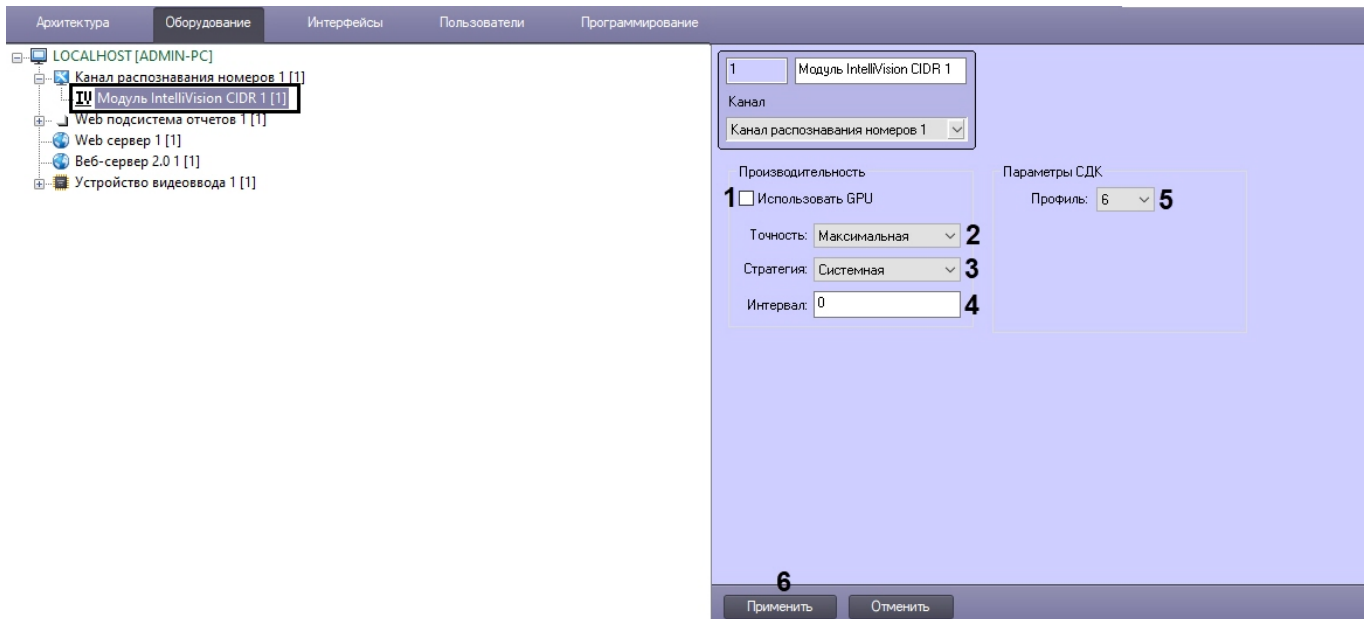 Архитектура Оборудование Интерфейсы Пользователи Программирование
LOCALHOST [ADMIN-PC]
Канал распознавания номеров 1 [1]
IV Модуль IntelliVision CIDR 1 [1]
Web подсистема отчетов 1 [1]
Web сервер 1 [1]
Веб-сервер 2.0 1 [1]
Устройство видеоввода 1 [1]
1 Модуль IntelliVision CIDR 1
Канал
Канал распознавания номеров 1
Производительность
1 Использовать GPU
Точность: Максимальная 2
Стратегия: Системная 3
Интервал: 0 4
Параметры СДК
Профиль: 6 5
6
Применить Отменить